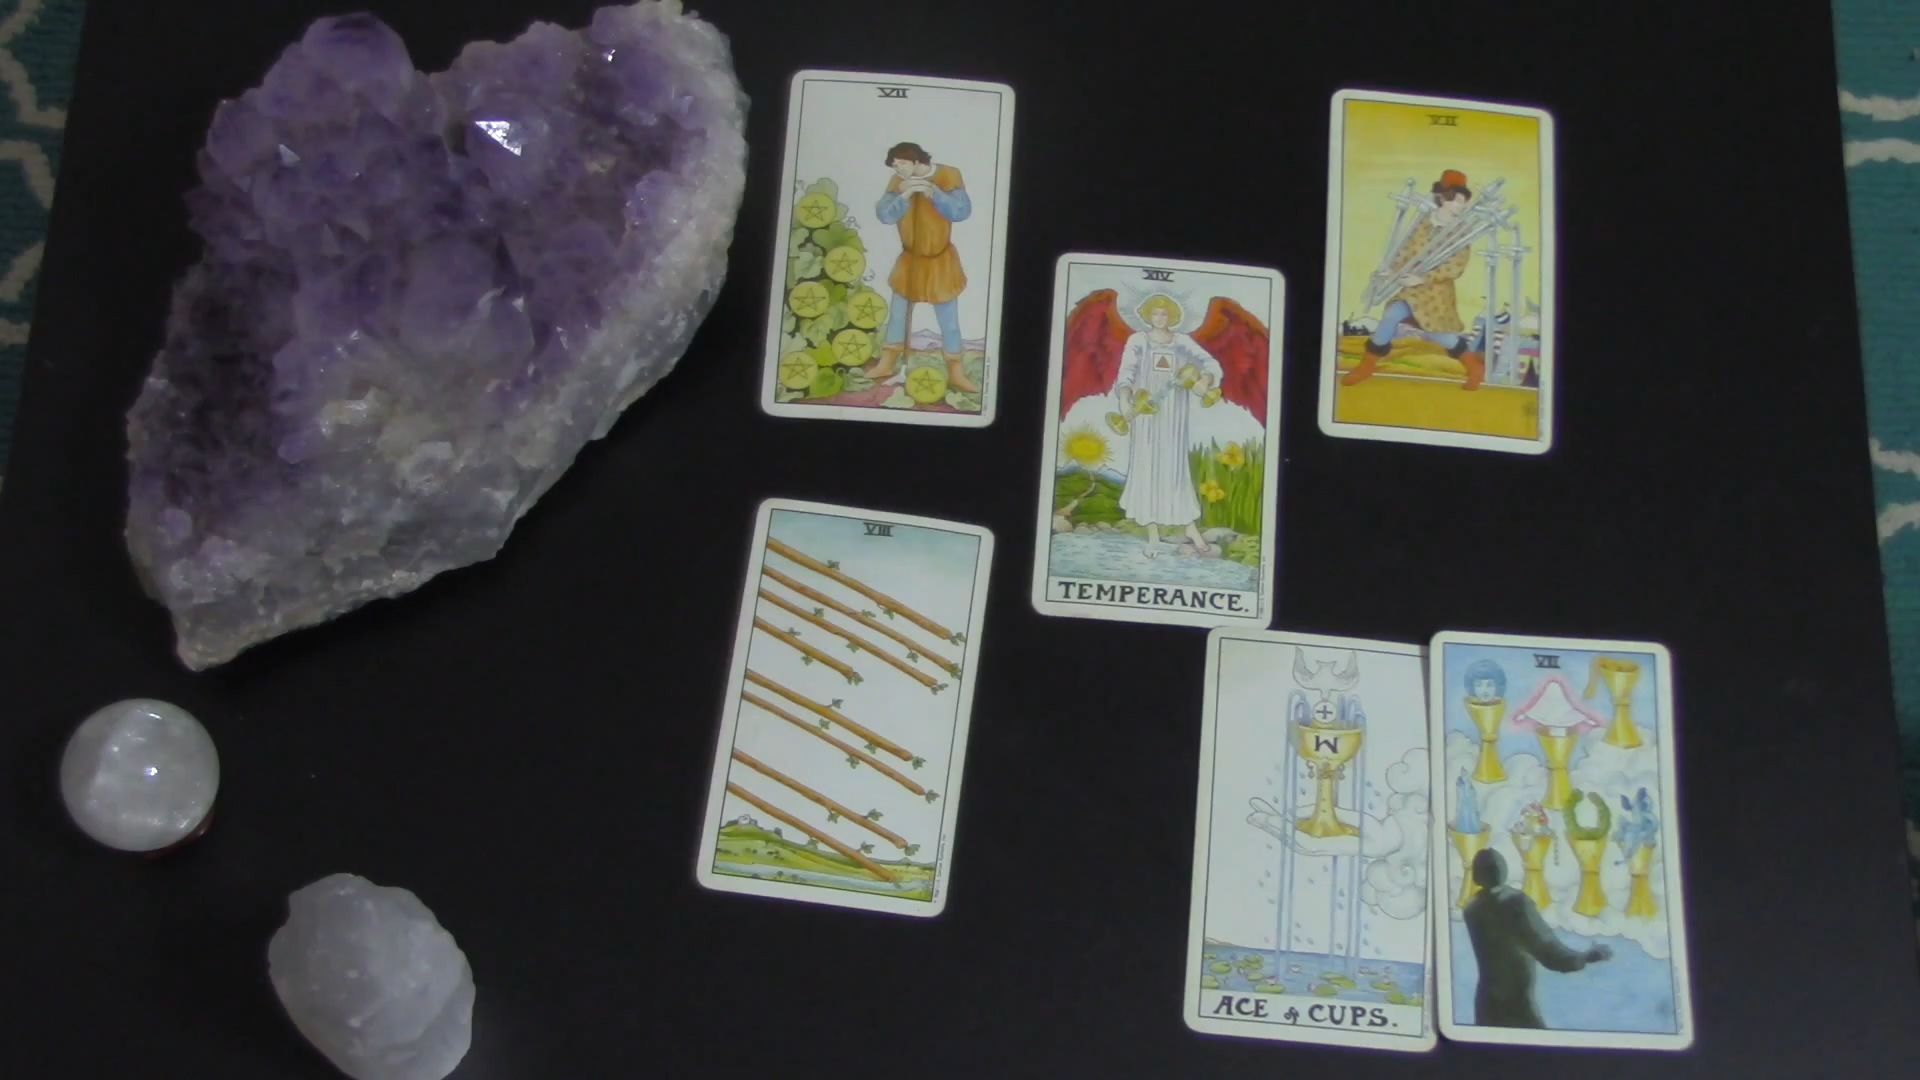 VII
VII
XIV
TEMPERANCE.
VIII
W
ACE of CUPS.
VII